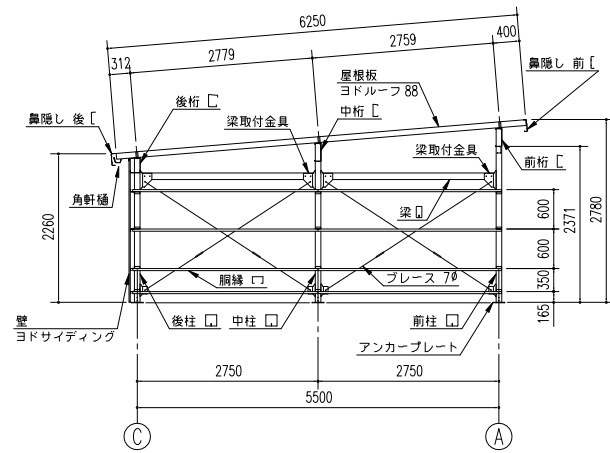 6250
2779
2759
400
312
屋根板
ヨドルーフ 88
鼻隠し 前
後桁
中桁
鼻隠し 後
梁取付金具
梁取付金具
前桁
角軒樋
梁
2260
600
600
350
165
2371
2780
胴縁
ブレース 7φ
壁
ヨドサイディング
後柱
中柱
前柱
アンカープレート
2750
2750
5500
C
A